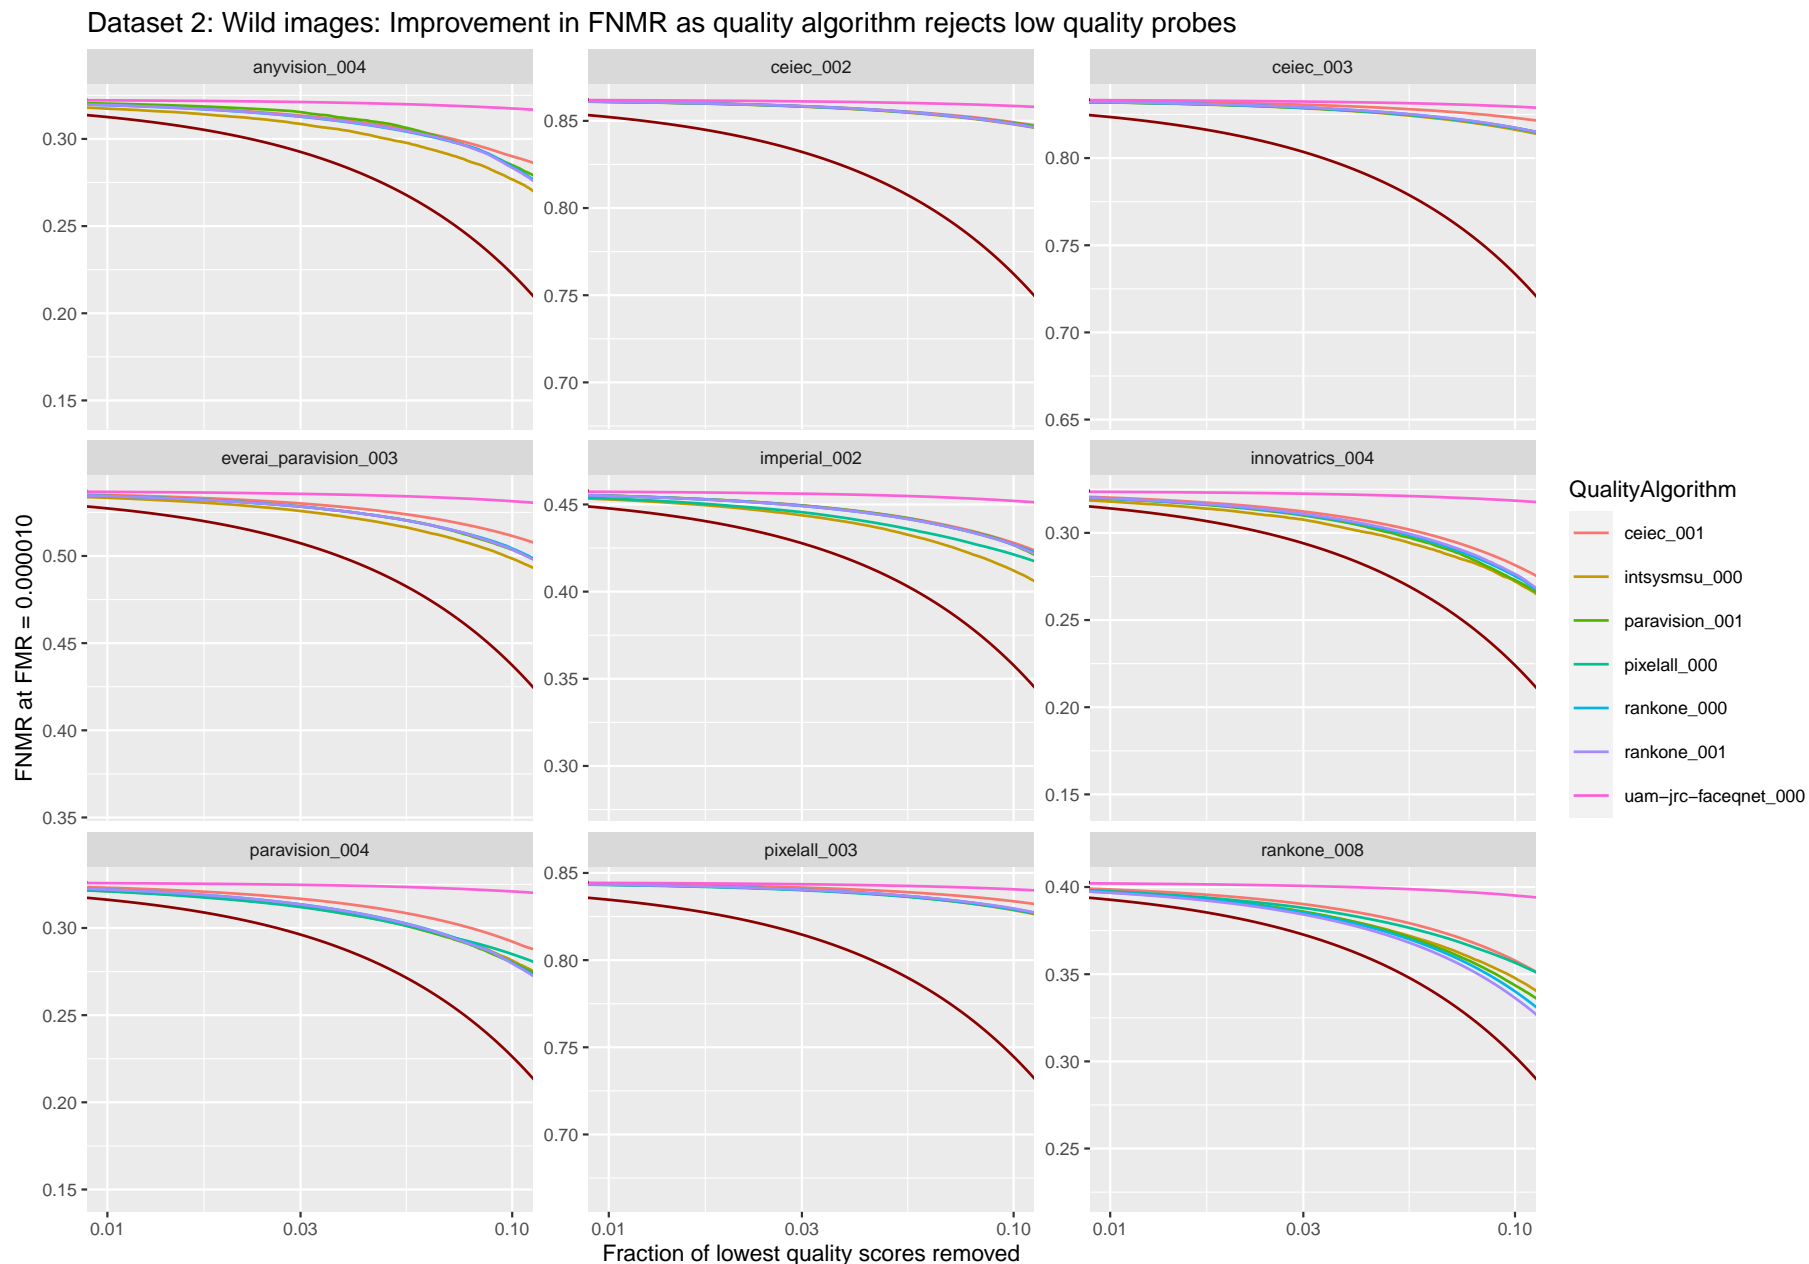 Dataset 2: Wild images: Improvement in FNMR as quality algorithm rejects low quality probes
anyvision_004
ceiec_002
ceiec_003
0.30
0.25
0.20
0.15
0.85
0.80
0.75
0.70
0.80
0.75
0.70
0.65
everai_paravision_003
imperial_002
innovatrics_004
0.50
0.45
0.40
0.35
0.45
0.40
0.35
0.30
0.30
0.25
0.20
0.15
paravision_004
pixelall_003
rankone_008
0.30
0.25
0.20
0.15
0.85
0.80
0.75
0.70
0.40
0.35
0.30
0.25
0.01
0.03
0.10
0.01
0.03
0.10
0.01
0.03
0.10
Fraction of lowest quality scores removed
FNMR at FMR = 0.000010
QualityAlgorithm
ceiec_001
intsysmsu_000
paravision_001
pixelall_000
rankone_000
rankone_001
uam−jrc−faceqnet_000